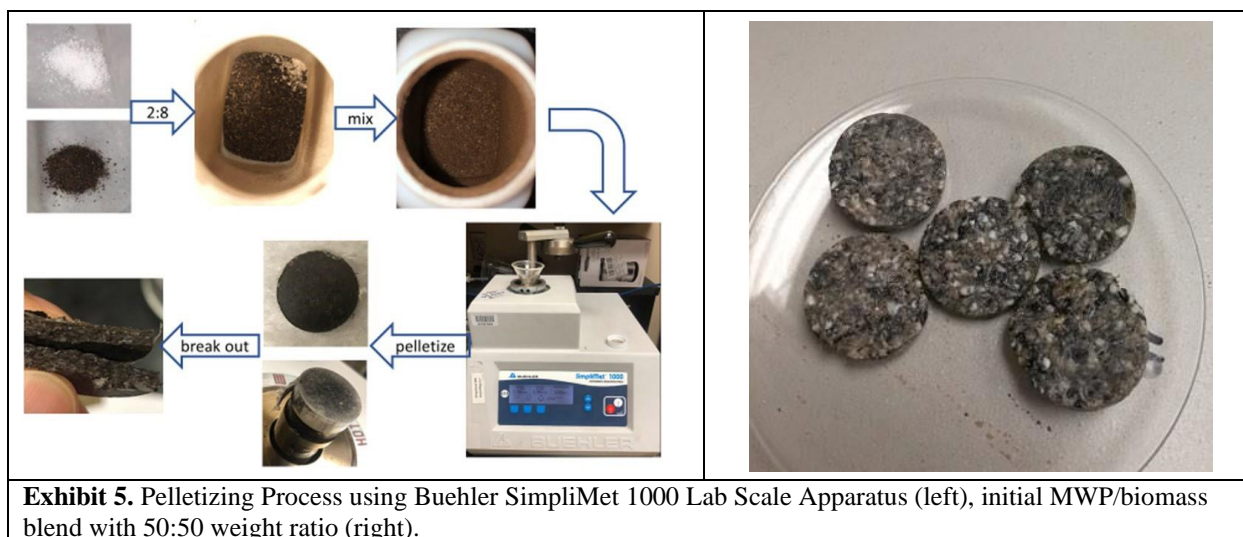 2:8
mix
break out
pelletize
SimpliMet 1000
BUEHLER
HOT
Exhibit 5. Pelletizing Process using Buehler SimpliMet 1000 Lab Scale Apparatus (left), initial MWP/biomass
blend with 50:50 weight ratio (right).